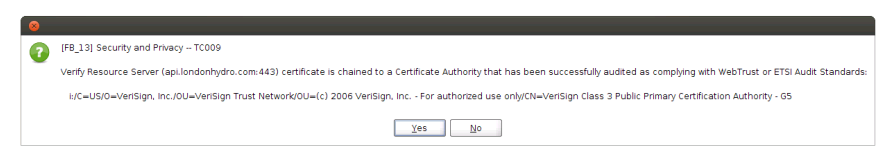 [FB_13] Security and Privacy -- TC009
Verify Resource Server (api.londonhydro.com:443) certificate is chained to a Certificate Authority that has been successfully audited as complying with WebTrust or ETSI Audit Standards:
i:/C=US/O=VeriSign, Inc./OU=VeriSign Trust Network/OU=(c) 2006 VeriSign, Inc. - For authorized use only/CN=VeriSign Class 3 Public Primary Certification Authority - G5
Yes No